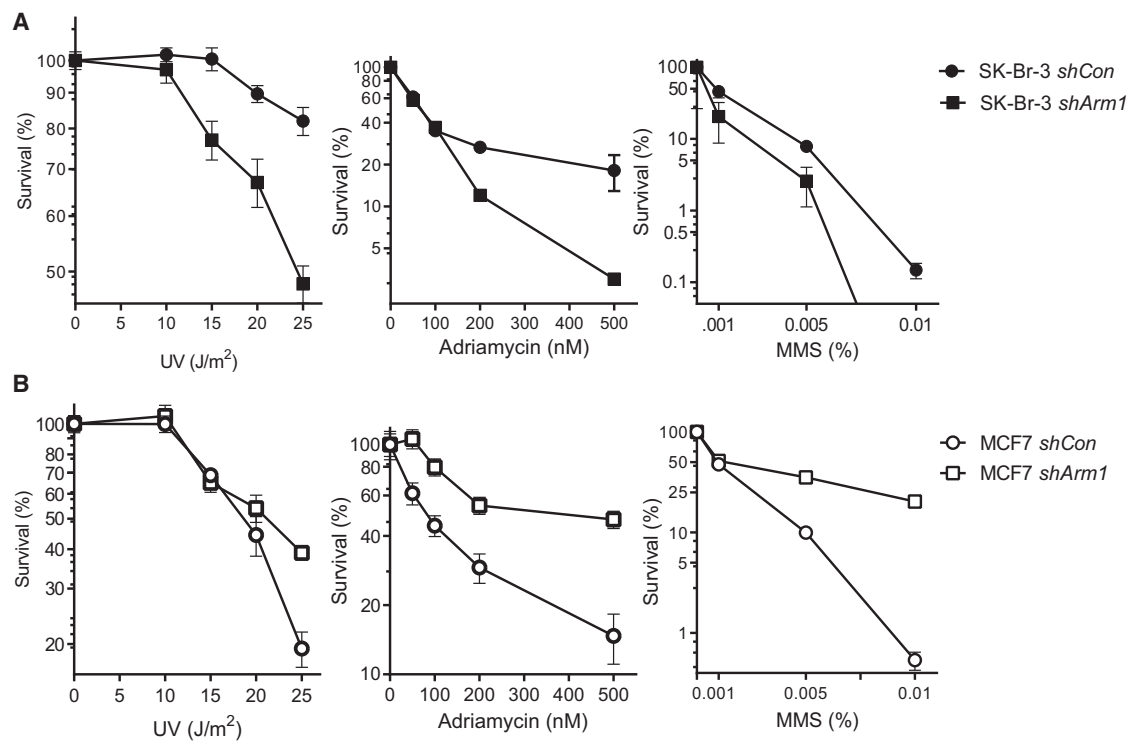 A
Survival (%)
100
90
80
70
60
50
0 5 10 15 20 25
UV (J/m2)
Survival (%)
100
80
60
40
20
10
5
0 100 200 300 400 500
Adriamycin (nM)
Survival (%)
100
50
10
5
1
0.5
0.1
.001 0.005 0.01
MMS (%)
SK-Br-3 shCon
SK-Br-3 shArm1
B
Survival (%)
100
80
70
60
50
40
30
20
0 5 10 15 20 25
UV (J/m2)
Survival (%)
100
80
60
40
20
10
0 100 200 300 400 500
Adriamycin (nM)
Survival (%)
100
50
25
10
5
1
0.001 0.005 0.01
MMS (%)
MCF7 shCon
MCF7 shArm1